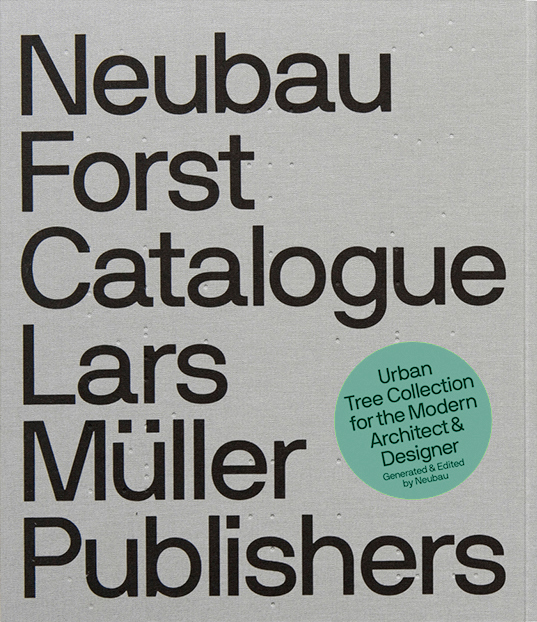 Neubau
Forst
Catalogue
Lars
Müller
Publishers
Urban
Tree Collection
for the Modern
Architect &
Designer
Generated & Edited
by Neubau